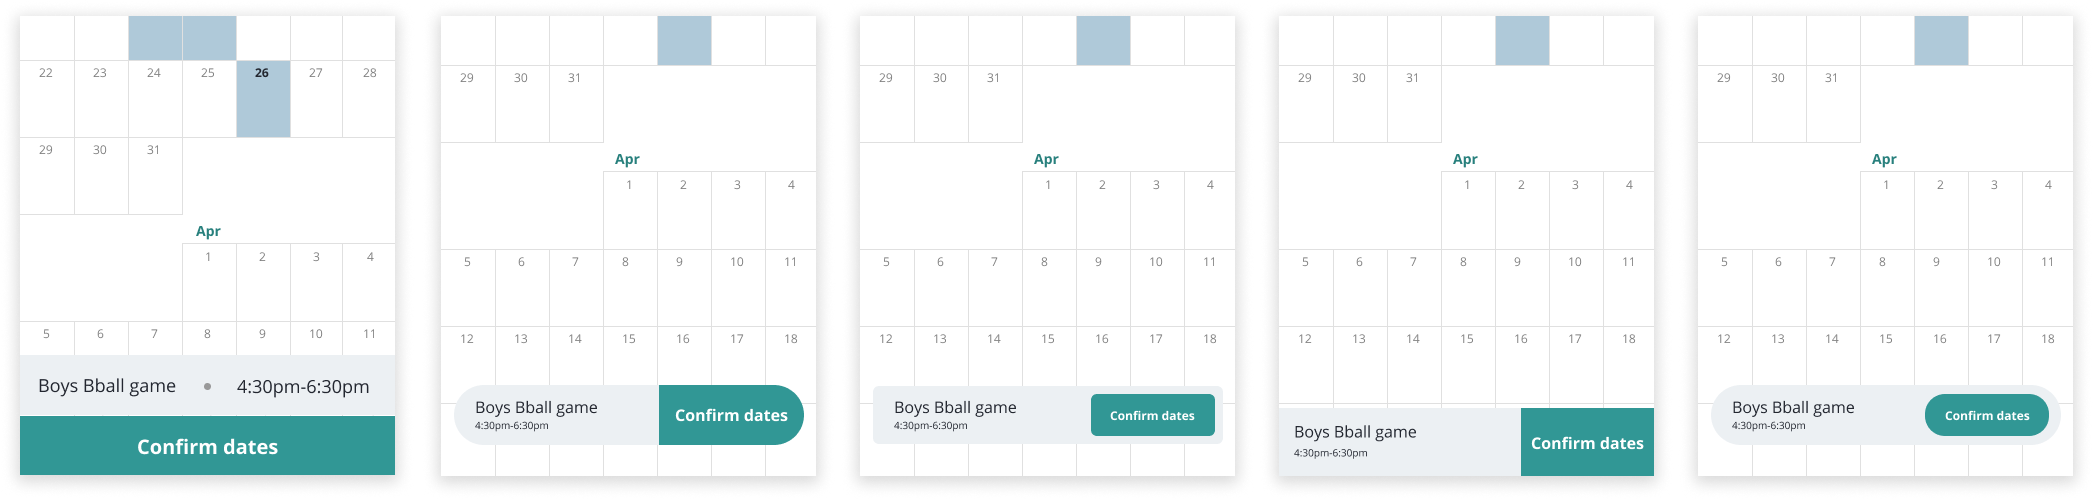 22 23 24 25 26 27 28
29 30 31
Apr
1 2 3 4
5 6 7 8 9 10 11
Boys Bball game • 4:30pm-6:30pm
Confirm dates
29 30 31
Apr
1 2 3 4
5 6 7 8 9 10 11
12 13 14 15 16 17 18
Boys Bball game
4:30pm-6:30pm
Confirm dates
29 30 31
Apr
1 2 3 4
5 6 7 8 9 10 11
12 13 14 15 16 17 18
Boys Bball game
4:30pm-6:30pm
Confirm dates
29 30 31
Apr
1 2 3 4
5 6 7 8 9 10 11
12 13 14 15 16 17 18
Boys Bball game
4:30pm-6:30pm
Confirm dates
29 30 31
Apr
1 2 3 4
5 6 7 8 9 10 11
12 13 14 15 16 17 18
Boys Bball game
4:30pm-6:30pm
Confirm dates